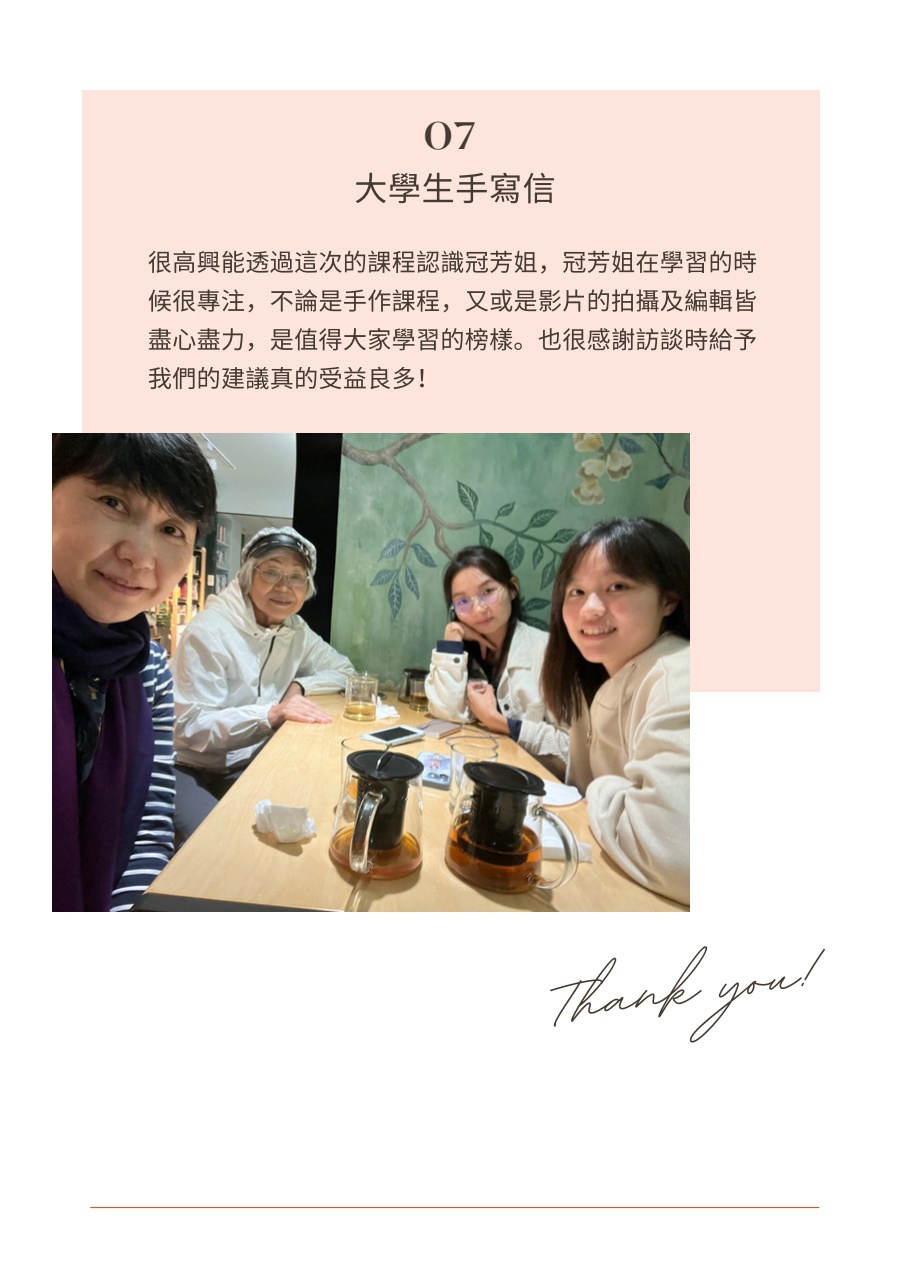 07
大學生手寫信
很高興能透過這次的課程認識冠芳姐，冠芳姐在學習的時
候很專注，不論是手作課程，又或是影片的拍攝及編輯皆
盡心盡力，是值得大家學習的榜樣。也很感謝訪談時給予
我們的建議真的受益良多！
Thank you!